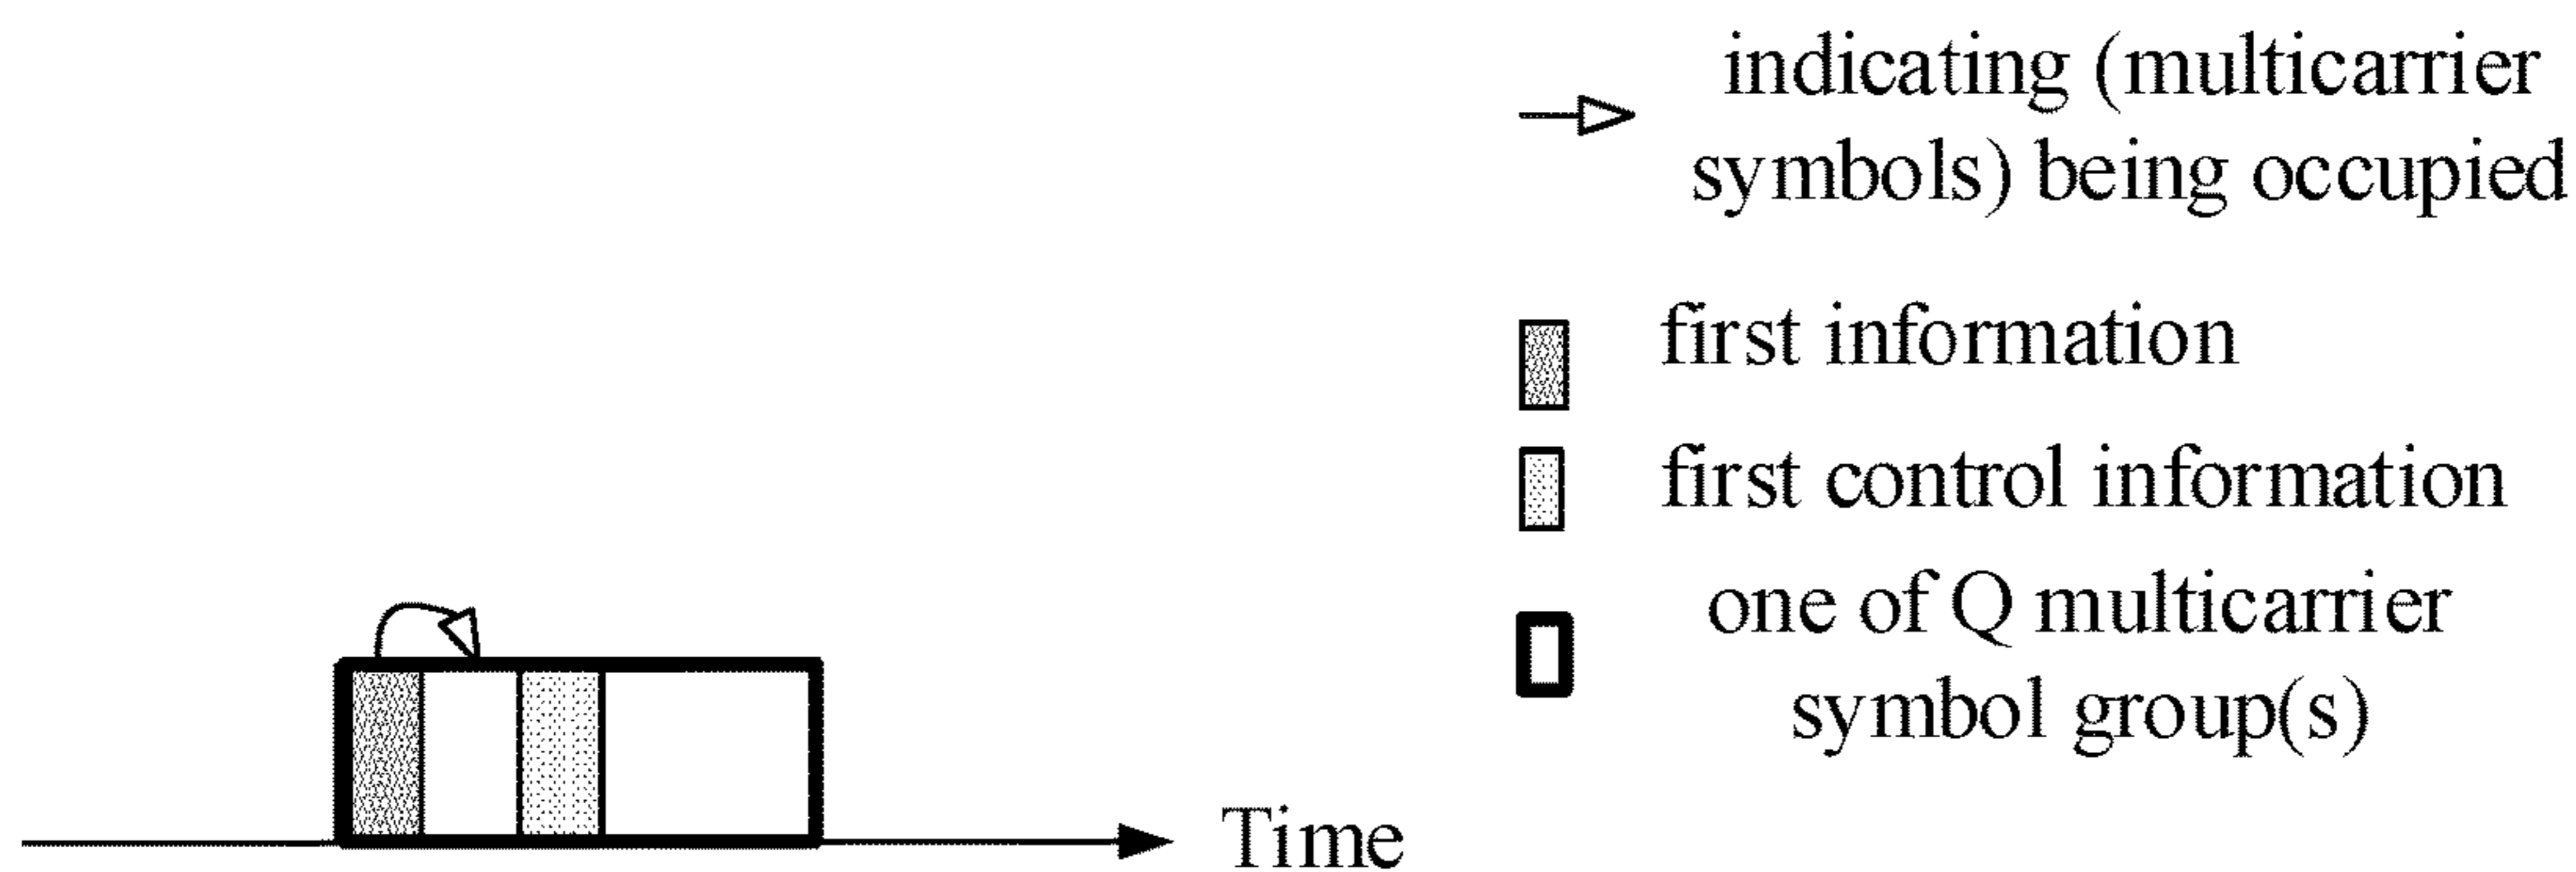 indicating (multicarrier
symbols) being occupied
first information
first control information
one of Q multicarrier
symbol group(s)
Time